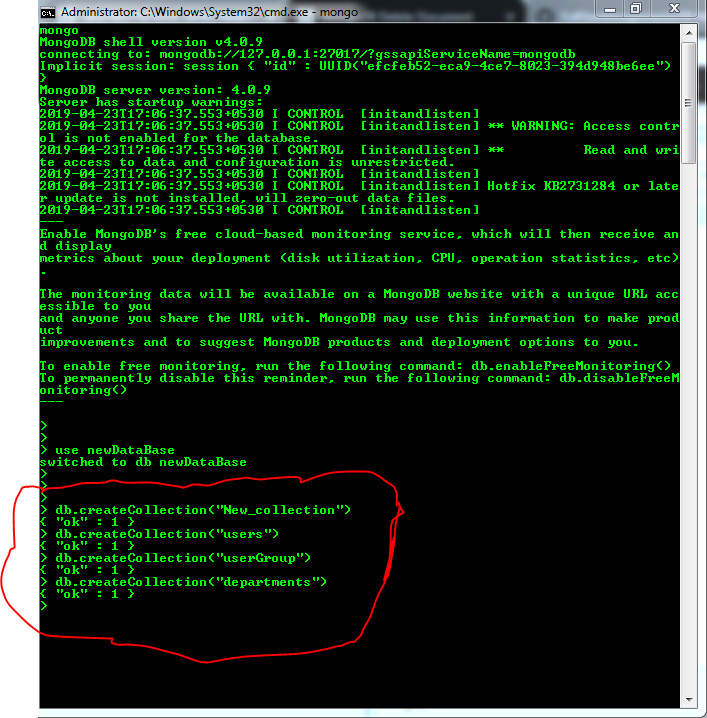 Administrator: C:\Windows\System32\cmd.exe - mongo
mongo
MongoDB shell version v4.0.9
connecting to: mongodb://127.0.0.1:27017/?gssapiServiceName=mongodb
Implicit session: session { "id" : UUID("efcfeb52-eca9-4ce7-8023-394d948be6ee")
}
MongoDB server version: 4.0.9
Server has startup warnings:
2019-04-23T17:06:37.553+0530 I CONTROL  [initandlisten]
2019-04-23T17:06:37.553+0530 I CONTROL  [initandlisten] ** WARNING: Access contr
ol is not enabled for the database.
2019-04-23T17:06:37.553+0530 I CONTROL  [initandlisten] **          Read and wri
te access to data and configuration is unrestricted.
2019-04-23T17:06:37.553+0530 I CONTROL  [initandlisten]
2019-04-23T17:06:37.553+0530 I CONTROL  [initandlisten] Hotfix KB2731284 or late
r update is not installed, will zero-out data files.
2019-04-23T17:06:37.553+0530 I CONTROL  [initandlisten]
---
Enable MongoDB's free cloud-based monitoring service, which will then receive an
d display
metrics about your deployment (disk utilization, CPU, operation statistics, etc)
.
The monitoring data will be available on a MongoDB website with a unique URL acc
essible to you
and anyone you share the URL with. MongoDB may use this information to make prod
uct
improvements and to suggest MongoDB products and deployment options to you.
To enable free monitoring, run the following command: db.enableFreeMonitoring()
To permanently disable this reminder, run the following command: db.disableFreeM
onitoring()
---
>
>
> use newDataBase
switched to db newDataBase
>
>
>
> db.createCollection("New_collection")
{ "ok" : 1 }
> db.createCollection("users")
{ "ok" : 1 }
> db.createCollection("userGroup")
{ "ok" : 1 }
> db.createCollection("departments")
{ "ok" : 1 }
>